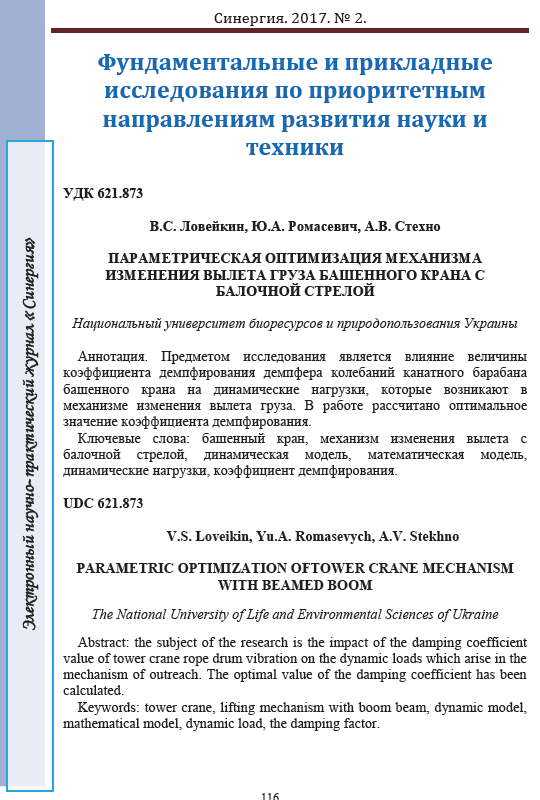 Синергия. 2017. № 2.
Фундаментальные и прикладные
исследования по приоритетным
направлениям развития науки и
техники
Электронный научно-практический журнал « Синергия»
УДК 621.873
В.С. Ловейкин, Ю.А. Ромасевич, А.В. Стехно
ПАРАМЕТРИЧЕСКАЯ ОПТИМИЗАЦИЯ МЕХАНИЗМА
ИЗМЕНЕНИЯ ВЫЛЕТА ГРУЗА БАШЕННОГО КРАНА С
БАЛОЧНОЙ СТРЕЛОЙ
Национальный университет биоресурсов и природопользования Украины
Аннотация. Предметом исследования является влияние величины
коэффициента демпфирования демпфера колебаний канатного барабана
башенного крана на динамические нагрузки, которые возникают в
механизме изменения вылета груза. В работе рассчитано оптимальное
значение коэффициента демпфирования.
Ключевые слова: башенный кран, механизм изменения вылета с
балочной стрелой, динамическая модель, математическая модель,
динамические нагрузки, коэффициент демпфирования.
UDC 621.873
V.S. Loveikin, Yu.A. Romasevych, A.V. Stekhno
PARAMETRIC OPTIMIZATION OFTOWER CRANE MECHANISM
WITH BEAMED BOOM
The National University of Life and Environmental Sciences of Ukraine
Abstract: the subject of the research is the impact of the damping coefficient
value of tower crane rope drum vibration on the dynamic loads which arise in the
mechanism of outreach. The optimal value of the damping coefficient has been
calculated.
Keywords: tower crane, lifting mechanism with boom beam, dynamic model,
mathematical model, dynamic load, the damping factor.
116